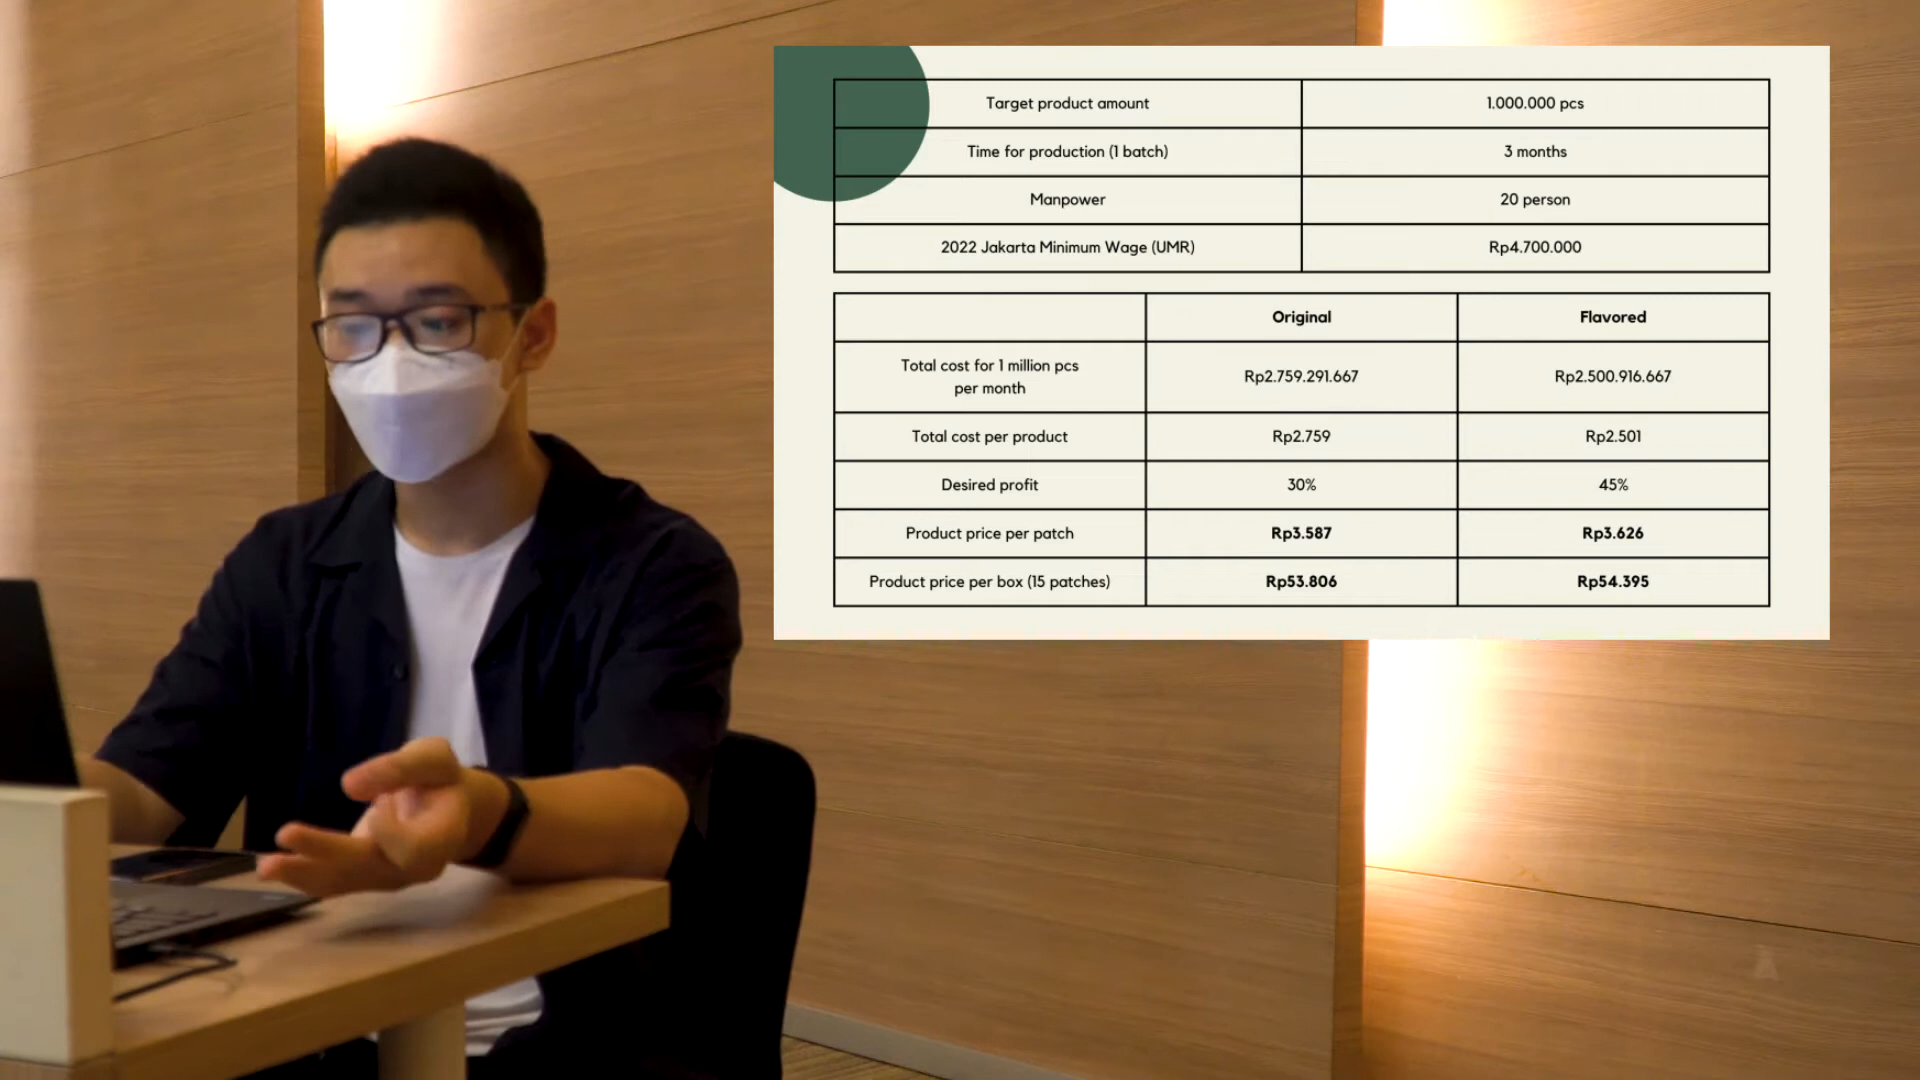 Target product amount 1.000.000 pcs
Time for production (1 batch) 3 months
Manpower 20 person
2022 Jakarta Minimum Wage (UMR) Rp4.700.000
Original Flavored
Total cost for 1 million pcs
per month Rp2.759.291.667 Rp2.500.916.667
Total cost per product Rp2.759 Rp2.501
Desired profit 30% 45%
Product price per patch Rp3.587 Rp3.626
Product price per box (15 patches) Rp53.806 Rp54.395